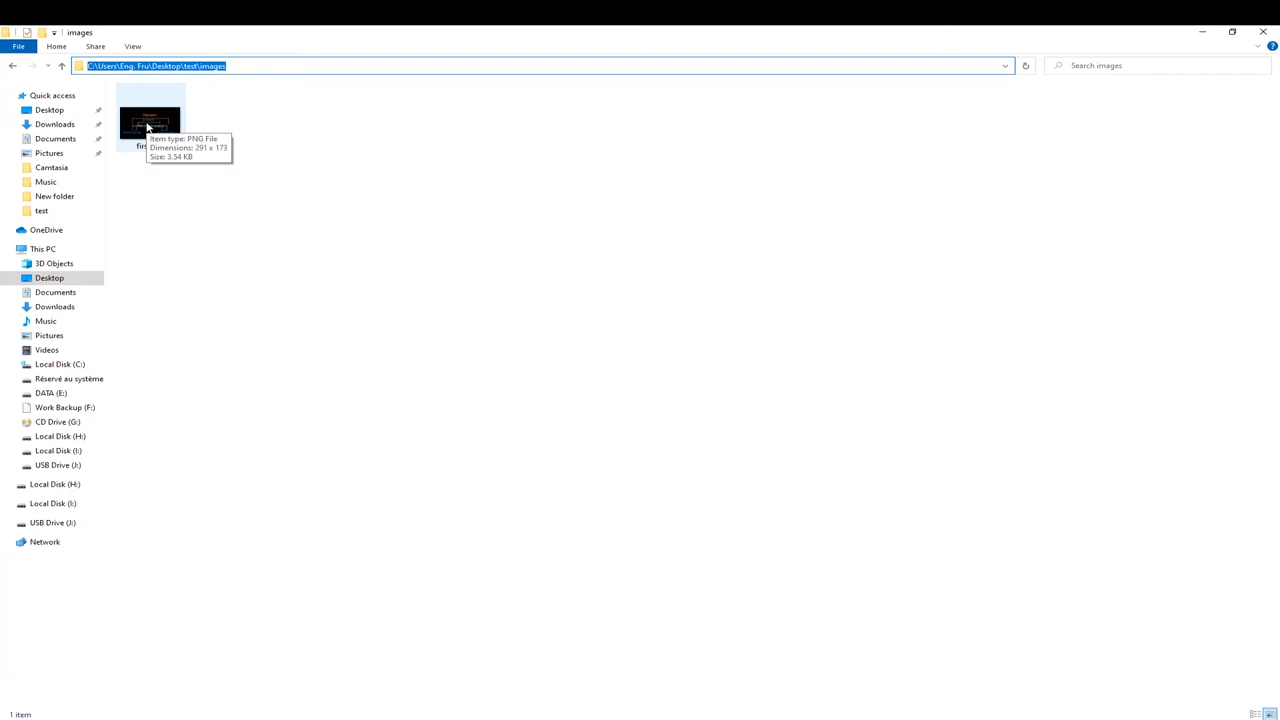 images
File Home Share View
C:\Users\Eng. Fru\Desktop\test\images
Search images
Quick access
Desktop
Downloads
Documents
Pictures
Camtasia
Music
New folder
test
OneDrive
This PC
3D Objects
Desktop
Documents
Downloads
Music
Pictures
Videos
Local Disk (C:)
Réservé au système
DATA (E:)
Work Backup (F:)
CD Drive (G:)
Local Disk (H:)
Local Disk (I:)
USB Drive (J:)
Local Disk (H:)
Local Disk (I:)
USB Drive (J:)
Network
Item type: PNG File
Dimensions: 291 x 173
Size: 3.54 KB
1 item